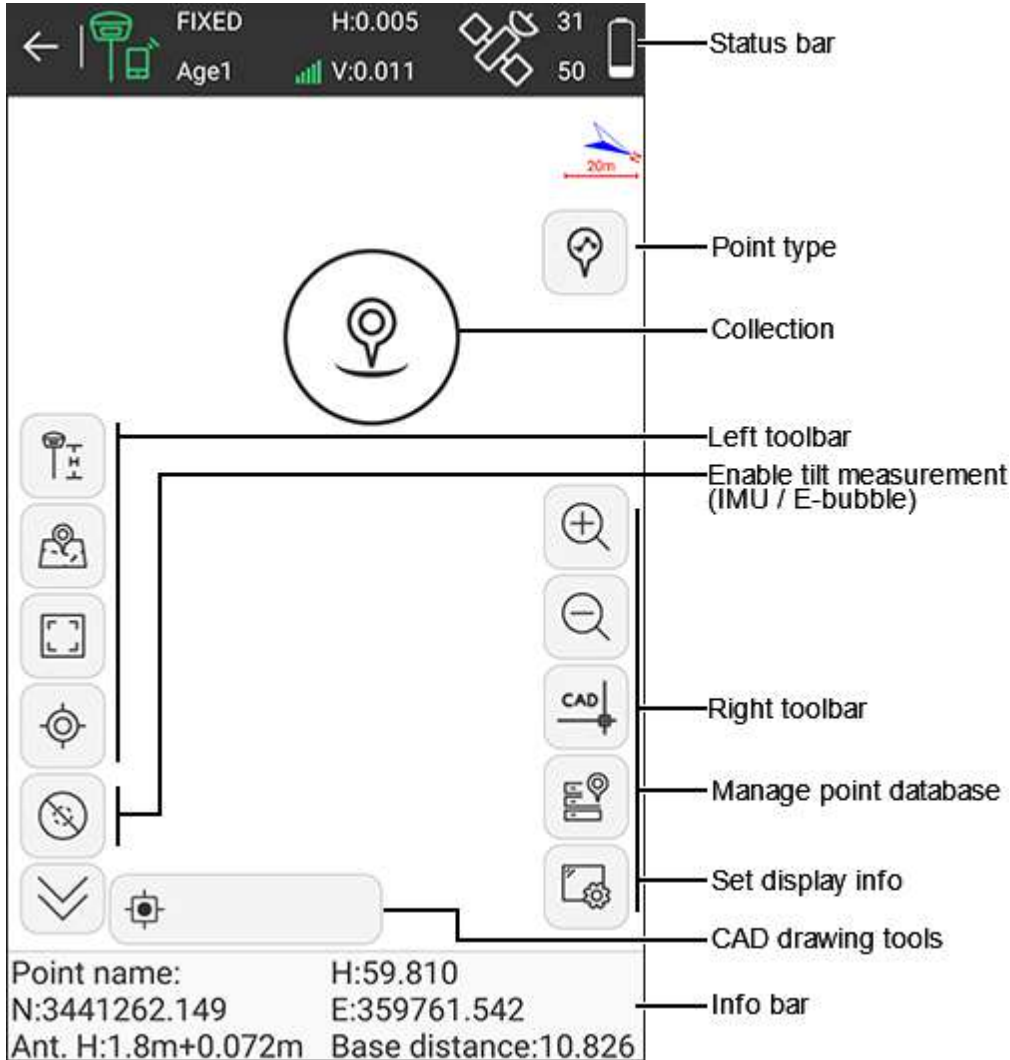 FIXED H:0.005 31
Status bar
Age1 V:0.011 50
20m
Point type
Collection
H
Left toolbar
Enable tilt measurement
(IMU / E-bubble)
CAD
Right toolbar
Manage point database
Set display info
CAD drawing tools
Point name: H:59.810
N:3441262.149 E:359761.542
Info bar
Ant. H:1.8m+0.072m Base distance:10.826